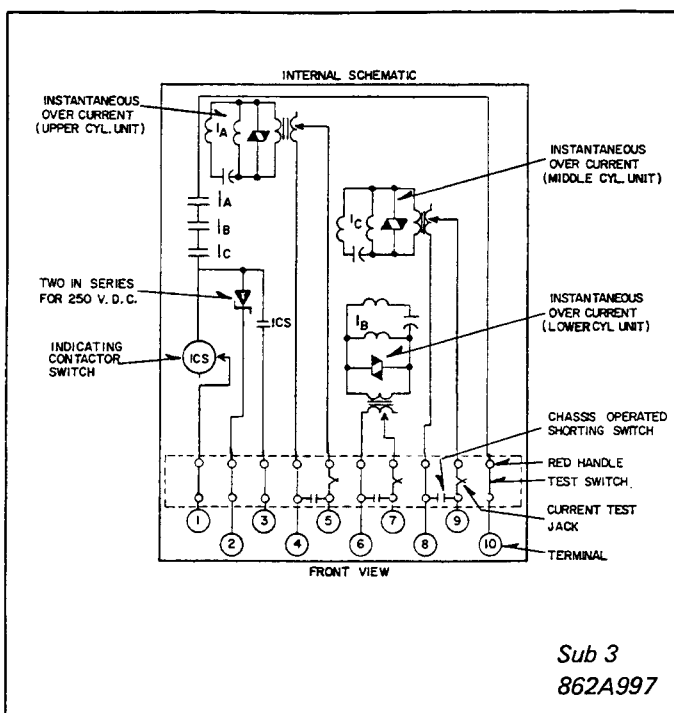 INTERNAL SCHEMATIC
INSTANTANEOUS
OVER CURRENT
(UPPER CYL. UNIT)
IA
INSTANTANEOUS
OVER CURRENT
(MIDDLE CYL. UNIT)
IC
IA
IB
IC
TWO IN SERIES
FOR 250 V. D. C.
ICS
INSTANTANEOUS
OVER CURRENT
(LOWER CYL UNIT)
IB
INDICATING
CONTACTOR
SWITCH
ICS
CHASSIS OPERATED
SHORTING SWITCH
RED HANDLE
TEST SWITCH
CURRENT TEST
JACK
TERMINAL
1
2
3
4
5
6
7
8
9
10
FRONT VIEW
Sub 3
862A997